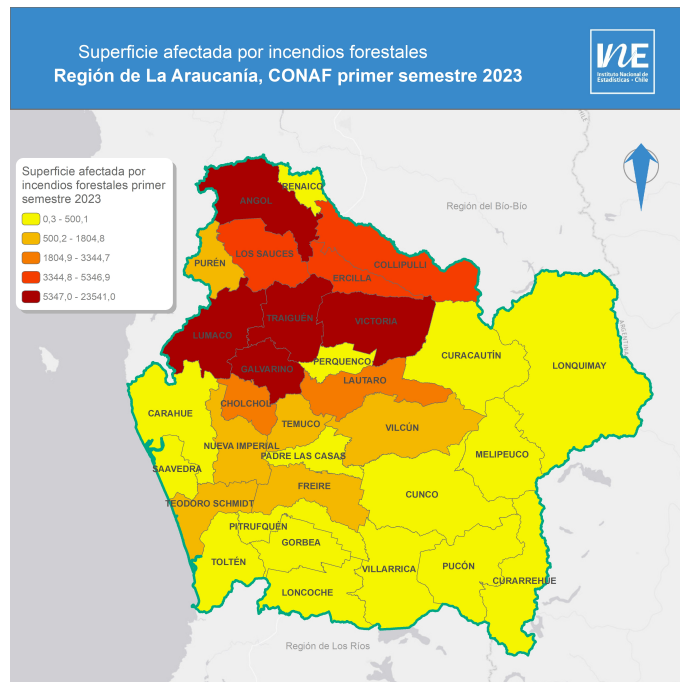 Superficie afectada por incendios forestales
Región de La Araucanía, CONAF primer semestre 2023
INE
Instituto Nacional de
Estadísticas • Chile
Superficie afectada por
incendios forestales primer
semestre 2023
0,3 - 500,1
500,2 - 1804,8
1804,9 - 3344,7
3344,8 - 5346,9
5347,0 - 23541,0
RENAICO
ANGOL
Región del Bío-Bío
LOS SAUCES
PURÉN
COLLIPULLI
ERCILLA
TRAIGUÉN
VICTORIA
LUMACO
ARGENTINA
CURACAUTÍN
PERQUENCO
LONQUIMAY
GALVARINO
LAUTARO
CHOLCHOL
CARAHUE
TEMUCO
VILCÚN
NUEVA IMPERIAL
PADRE LAS CASAS
MELIPEUCO
SAAVEDRA
FREIRE
CUNCO
TEODORO SCHMIDT
PITRUFQUÉN
GORBEA
TOLTÉN
VILLARRICA
PUCÓN
CURARREHUE
LONCOCHE
Región de Los Ríos